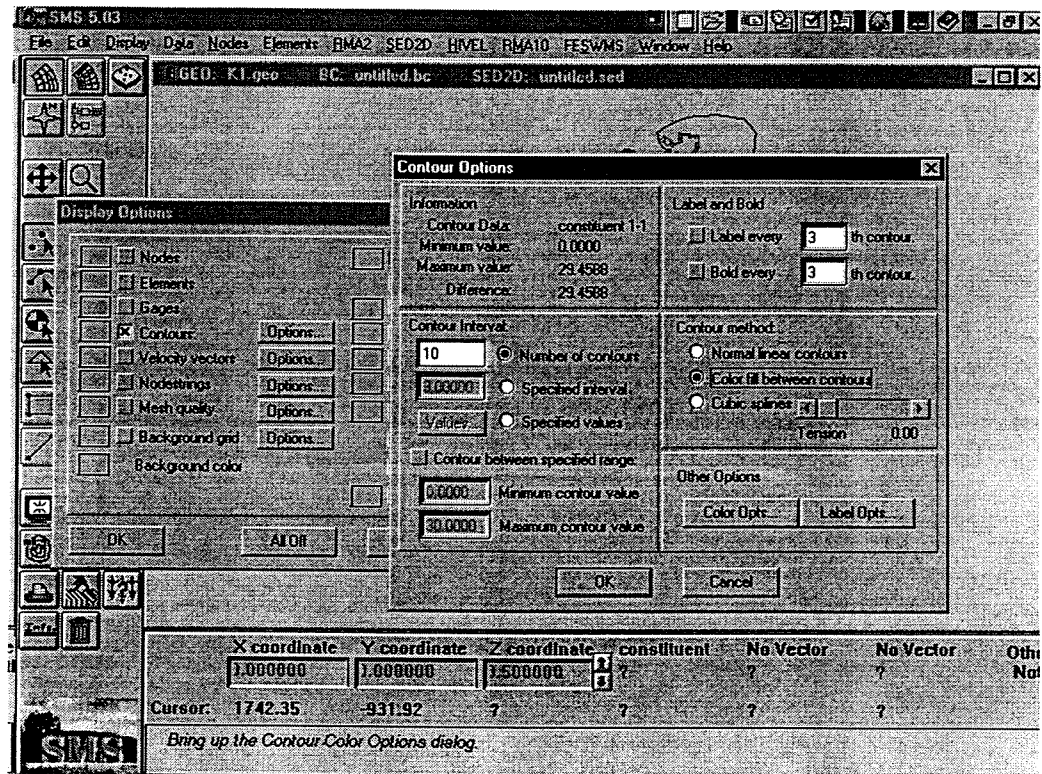 SMS 5.03
File Edit Display Data Nodes Elements RMA2 SED2D HIVEL RMA10 FESWMS Window Help
GEO: K1.geo BC: untitled.bc SED2D: untitled.sed
Display Options
Nodes
Elements
Gages
Contours Options...
Velocity vectors Options...
Nodestrings Options...
Mesh quality Options...
Background grid Options...
Background color
OK All Off
Contour Options
Information
Contour Data: constituent 1-1
Minimum value: 0.0000
Maximum value: 29.4588
Difference: 29.4588
Label and Bold
Label every 3 th contour.
Bold every 3 th contour.
Contour Interval:
10 Number of contours
3.00000 Specified interval
Values... Specified values
Contour between specified range:
0.0000 Minimum contour value
30.0000 Maximum contour value
Contour method:
Normal linear contours
Color fill between contours
Cubic splines
Tension 0.00
Other Options
Color Opts... Label Opts...
OK Cancel
X coordinate Y coordinate Z coordinate constituent No Vector No Vector Othe
1.000000 1.000000 1.500000 ? ? ? Not
Cursor: 1742.35 -931.92 ? ? ? ?
SMS
Bring up the Contour Color Options dialog.